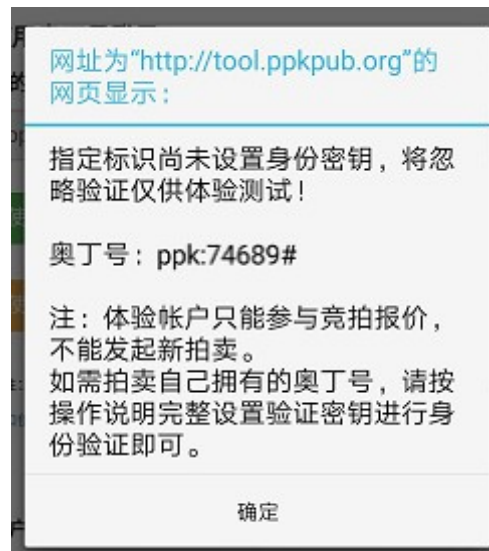 网址为“http://tool.ppkpub.org”的
网页显示：
指定标识尚未设置身份密钥，将忽
略验证仅供体验测试！
奥丁号：ppk:74689#
注：体验帐户只能参与竞拍报价，
不能发起新拍卖。
如需拍卖自己拥有的奥丁号，请按
操作说明完整设置验证密钥进行身
份验证即可。
确定